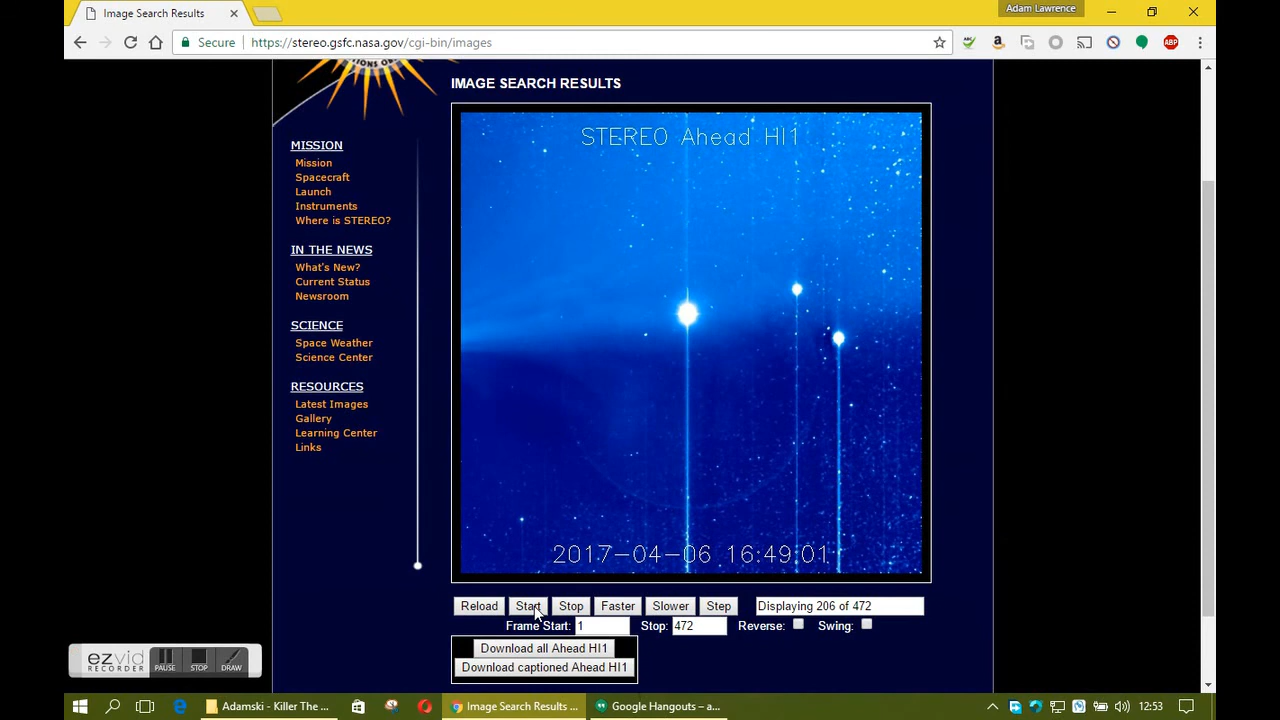 Image Search Results
Adam Lawrence
Secure
https://stereo.gsfc.nasa.gov/cgi-bin/images
ABP
IMAGE SEARCH RESULTS
MISSION
Mission
Spacecraft
Launch
Instruments
Where is STEREO?
IN THE NEWS
What's New?
Current Status
Newsroom
SCIENCE
Space Weather
Science Center
RESOURCES
Latest Images
Gallery
Learning Center
Links
STEREO Ahead HI1
2017-04-06 16:49:01
Reload Start Stop Faster Slower Step Displaying 206 of 472
Frame Start: 1 Stop: 472 Reverse: Swing:
Download all Ahead HI1
Download captioned Ahead HI1
ezvid
RECORDER
PAUSE STOP DRAW
Adamski - Killer The ...
Image Search Results ...
Google Hangouts – a...
12:53